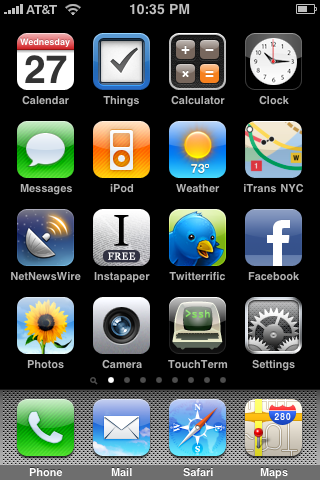 AT&T 10:35 PM
Wednesday
27
Calendar Things Calculator Clock
73°
1
Messages iPod Weather iTrans NYC
I
FREE
f
NetNewsWire Instapaper Twitterrific Facebook
>ssh
Photos Camera TouchTerm Settings
280
Phone Mail Safari Maps